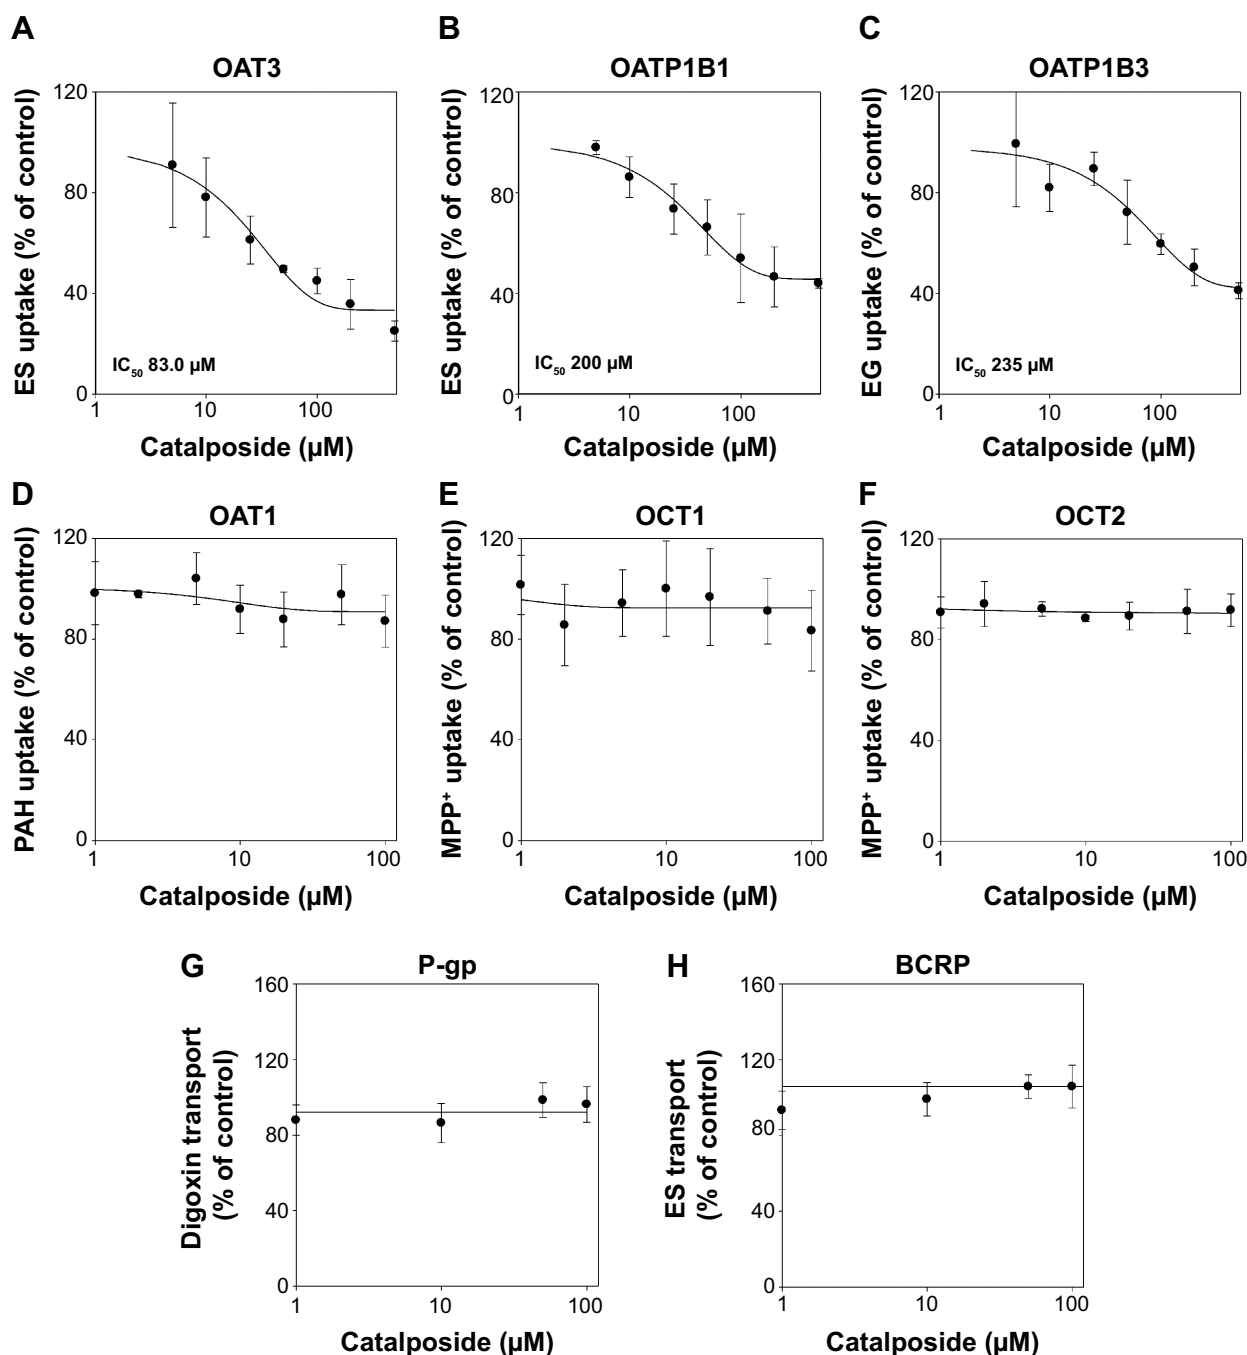 A
OAT3
ES uptake (% of control)
120
80
40
0
IC50 83.0 µM
1
10
100
Catalposide (µM)
B
OATP1B1
ES uptake (% of control)
120
80
40
0
IC50 200 µM
1
10
100
Catalposide (µM)
C
OATP1B3
EG uptake (% of control)
120
80
40
0
IC50 235 µM
1
10
100
Catalposide (µM)
D
OAT1
PAH uptake (% of control)
120
80
40
0
1
10
100
Catalposide (µM)
E
OCT1
MPP+ uptake (% of control)
120
80
40
0
1
10
100
Catalposide (µM)
F
OCT2
MPP+ uptake (% of control)
120
80
40
0
1
10
100
Catalposide (µM)
G
P-gp
Digoxin transport
(% of control)
160
120
80
40
0
1
10
100
Catalposide (µM)
H
BCRP
ES transport
(% of control)
160
120
80
40
0
1
10
100
Catalposide (µM)